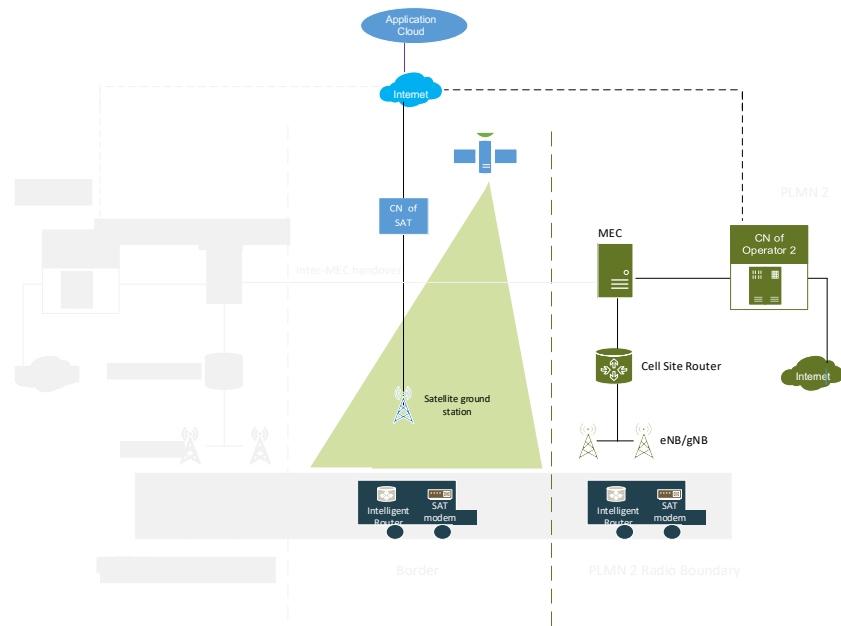 Application
Cloud
Internet
CN of
SAT
PLMN 2
MEC
CN of
Operator 2
Inter-MEC handover
Cell Site Router
Internet
Satellite ground
station
eNB/gNB
Intelligent
Router
SAT
modem
Intelligent
Router
SAT
modem
Border
PLMN 2 Radio Boundary